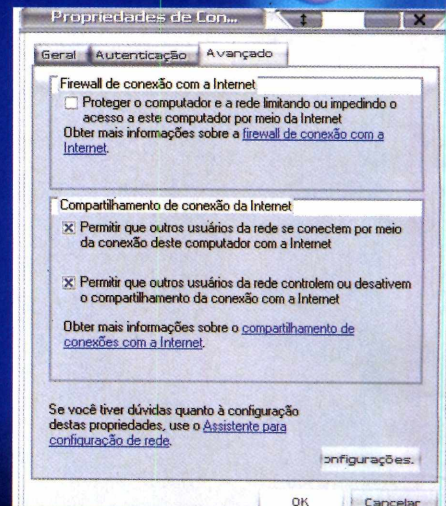 Propriedades de Con...
Geral
Autenticação
Avançado
Firewall de conexão com a Internet
Proteger o computador e a rede limitando ou impedindo o
acesso a este computador por meio da Internet
Obter mais informações sobre a firewall de conexão com a
Internet.
Compartilhamento de conexão da Internet
Permitir que outros usuários da rede se conectem por meio
da conexão deste computador com a Internet
Permitir que outros usuários da rede controlem ou desativem
o compartilhamento da conexão com a Internet
Obter mais informações sobre o compartilhamento de
conexões com a Internet.
Se você tiver dúvidas quanto à configuração
destas propriedades, use o Assistente para
configuração de rede.
onfigurações.
OK
Cancelar